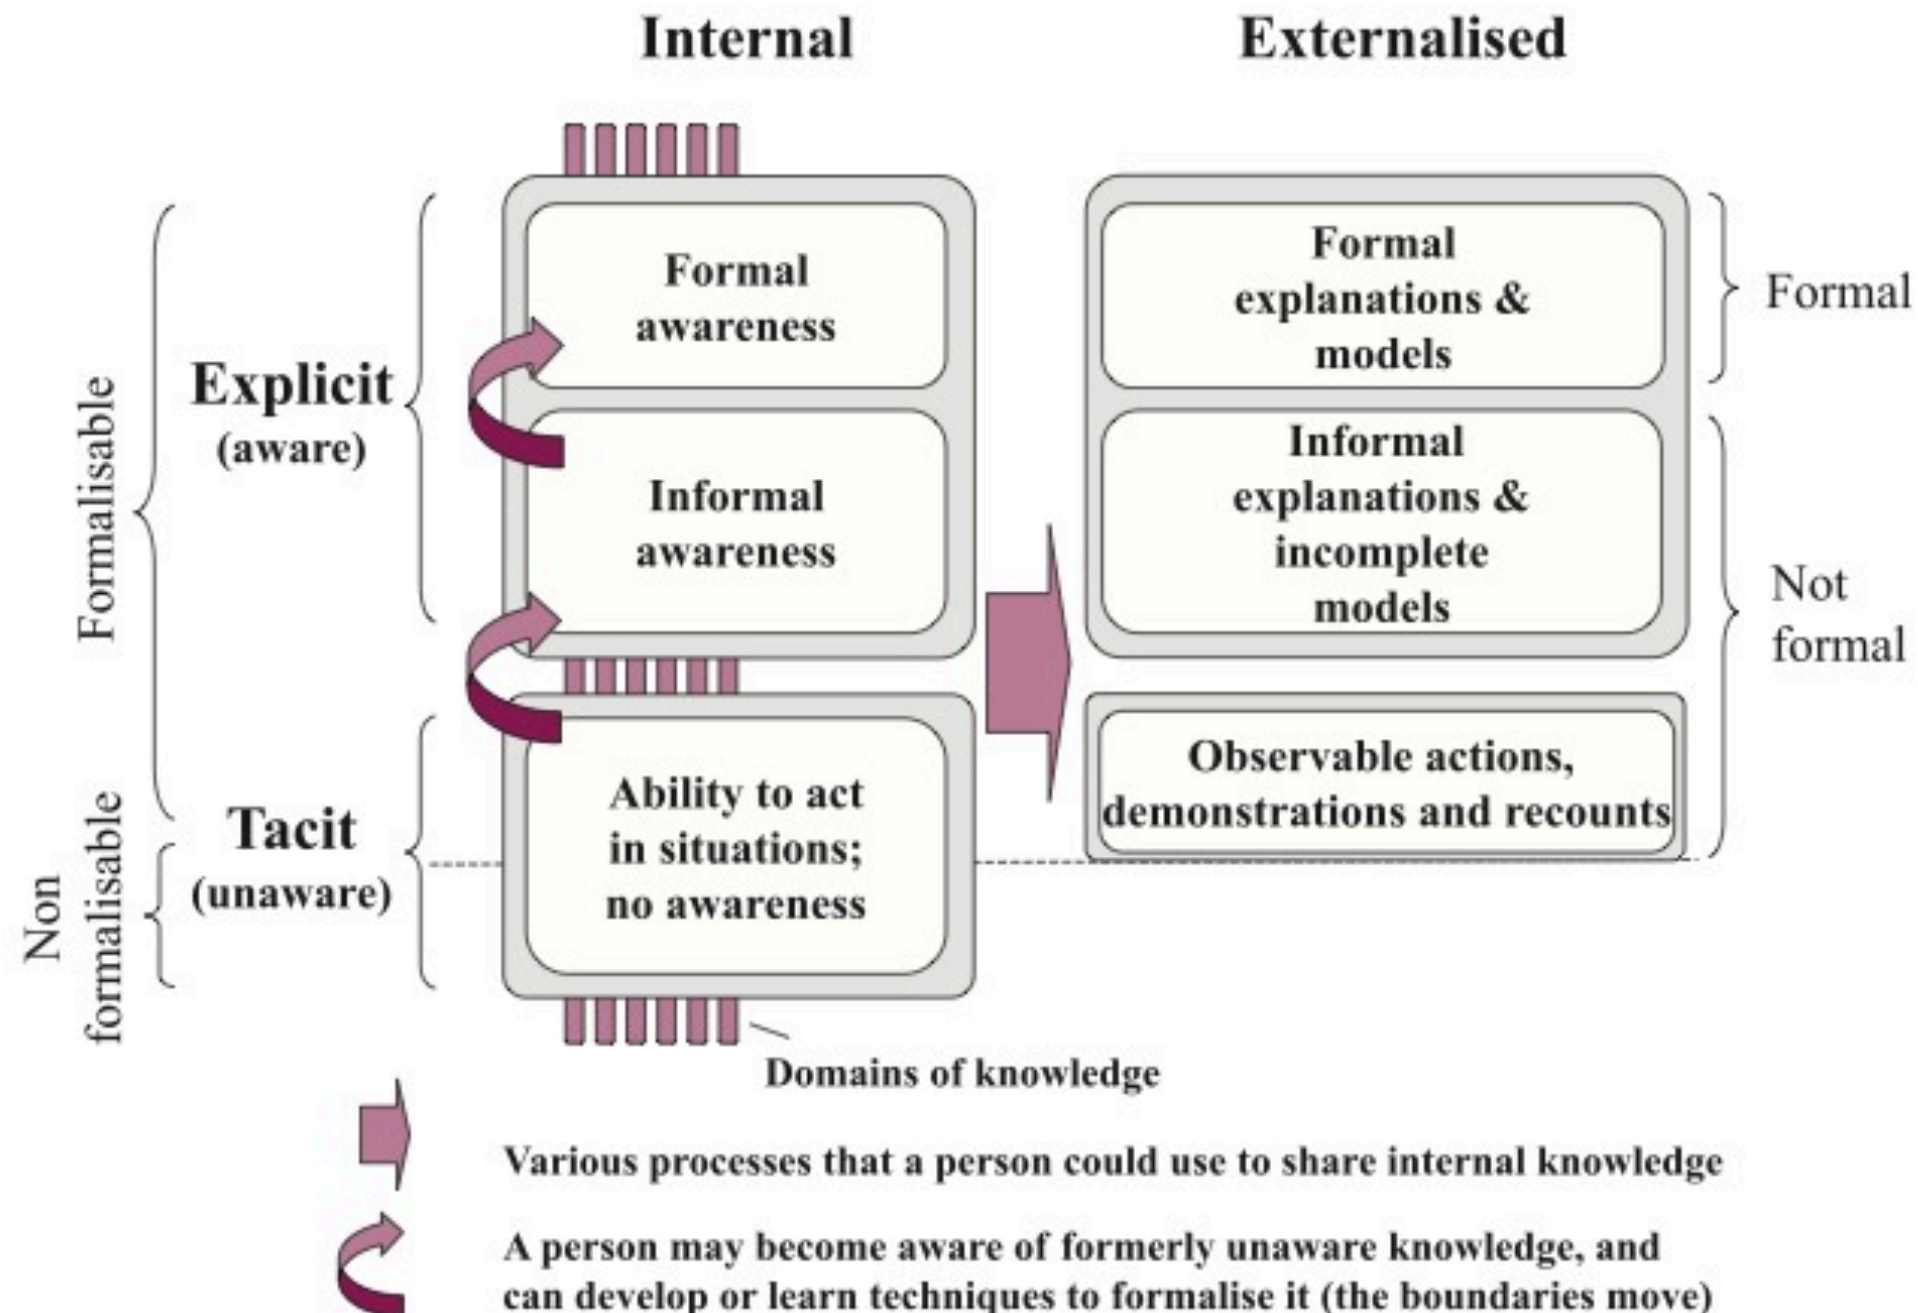 Internal
Externalised
Formalisable
Explicit
(aware)
Formal
awareness
Informal
awareness
Formal
explanations &
models
Informal
explanations &
incomplete
models
Formal
Not
formal
Non
formalisable
Tacit
(unaware)
Ability to act
in situations;
no awareness
Observable actions,
demonstrations and recounts
Domains of knowledge
Various processes that a person could use to share internal knowledge
A person may become aware of formerly unaware knowledge, and
can develop or learn techniques to formalise it (the boundaries move)